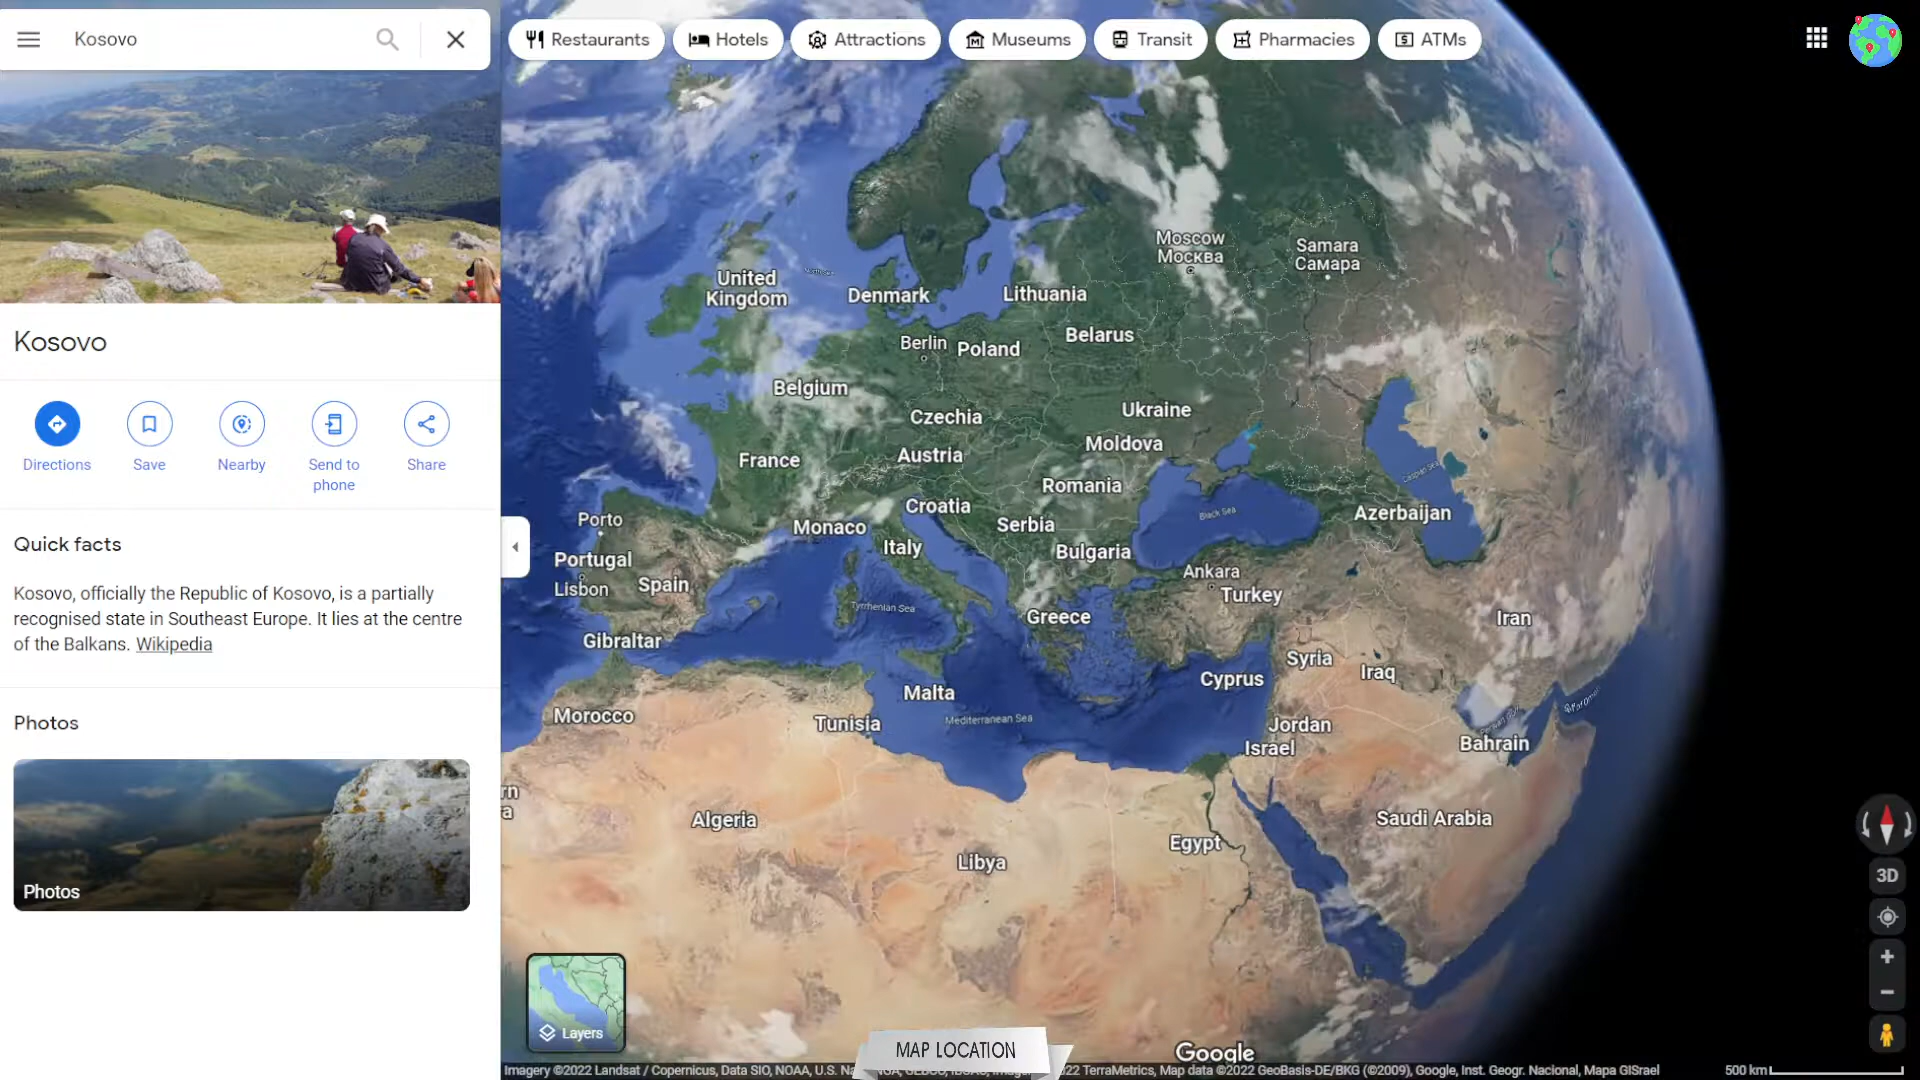 Kosovo
Restaurants
Hotels
Attractions
Museums
Transit
Pharmacies
ATMs
Kosovo
Directions
Save
Nearby
Send to
phone
Share
Quick facts
Kosovo, officially the Republic of Kosovo, is a partially
recognised state in Southeast Europe. It lies at the centre
of the Balkans. Wikipedia
Photos
Photos
Moscow
Москва
Samara
Самара
United
Kingdom
Denmark
Lithuania
Belarus
Berlin
Poland
Belgium
Czechia
Ukraine
Moldova
Austria
France
Romania
Croatia
Caspian Sea
Black Sea
Azerbaijan
Porto
Monaco
Serbia
Italy
Bulgaria
Portugal
Lisbon
Spain
Ankara
Turkey
Tyrrhenian Sea
Greece
Iran
Gibraltar
Syria
Iraq
Cyprus
Malta
Morocco
Tunisia
Mediterranean Sea
Jordan
Israel
Bahrain
Algeria
Saudi Arabia
Egypt
Libya
3D
Layers
MAP LOCATION
Google
Imagery ©2022 Landsat / Copernicus, Data SIO, NOAA, U.S.
TerraMetrics, Map data ©2022 GeoBasis-DE/BKG (©2009), Google, Inst. Geogr. Nacional, Mapa GISrael
500 km